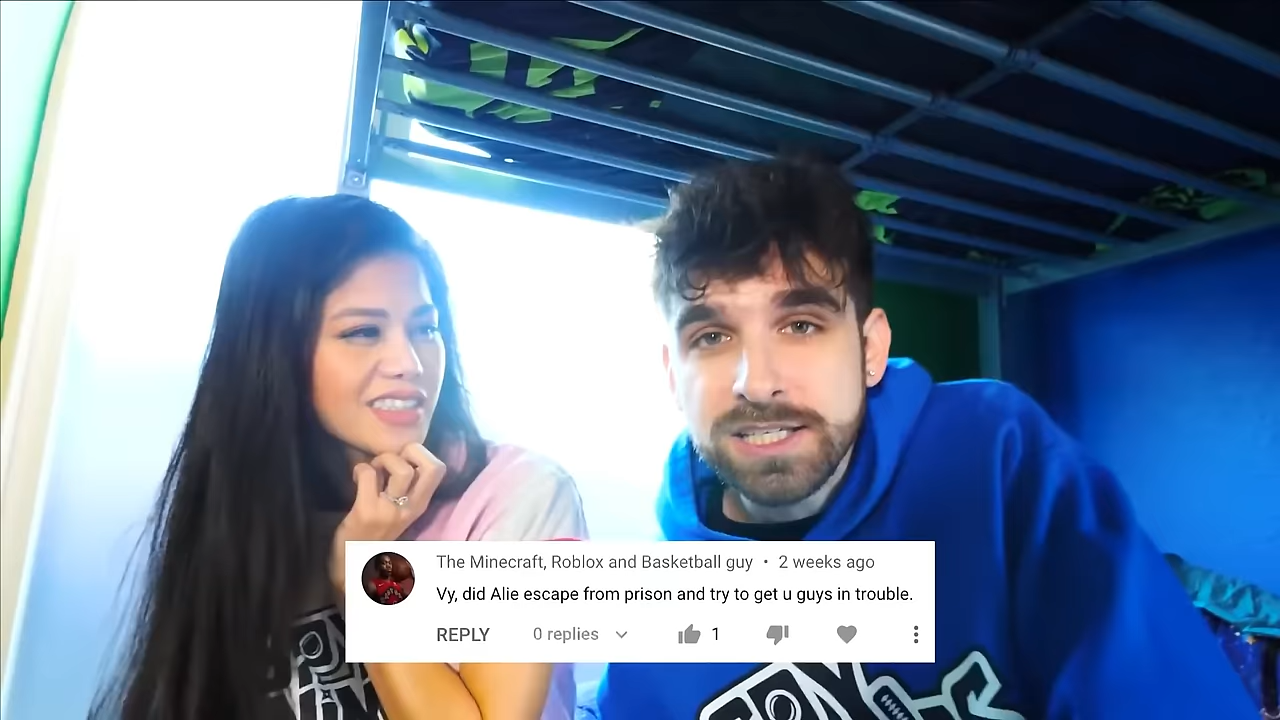 The Minecraft, Roblox and Basketball guy • 2 weeks ago
Vy, did Alie escape from prison and try to get u guys in trouble.
REPLY 0 replies 1